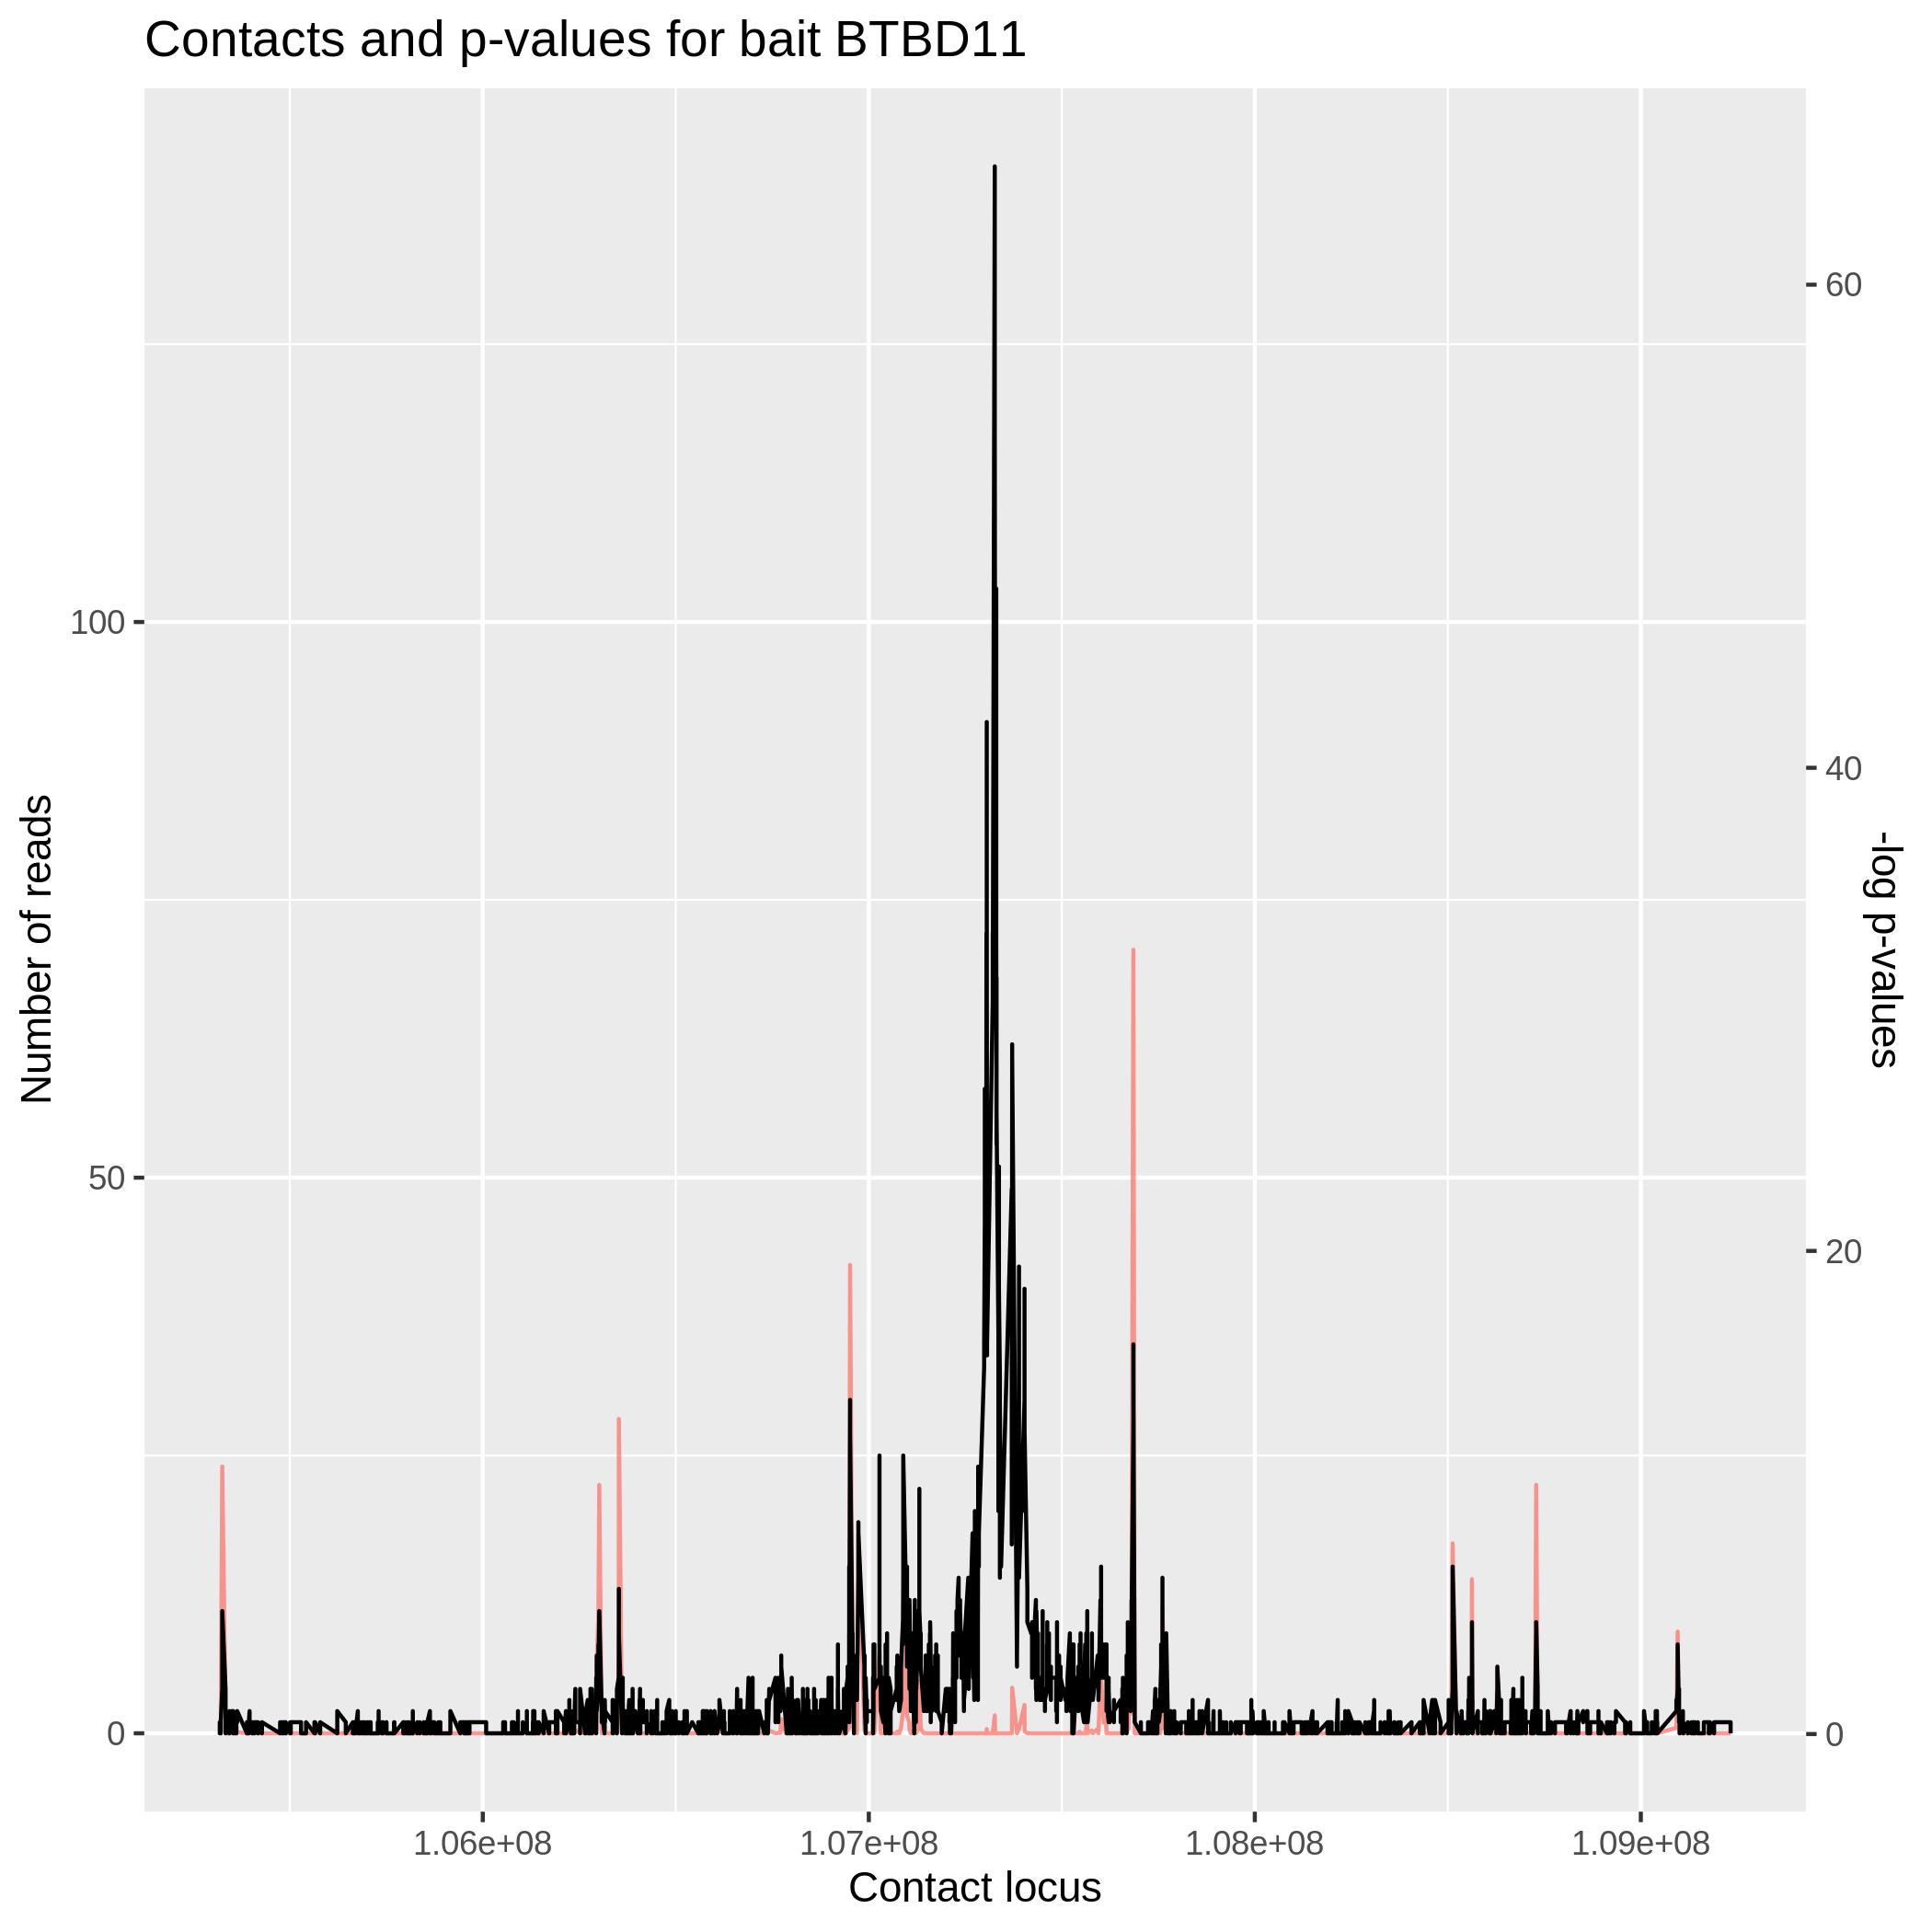 Contacts and p-values for bait BTBD11
Number of reads
100
50
0
60
40
20
0
-log p-values
1.06e+08
1.07e+08
1.08e+08
1.09e+08
Contact locus